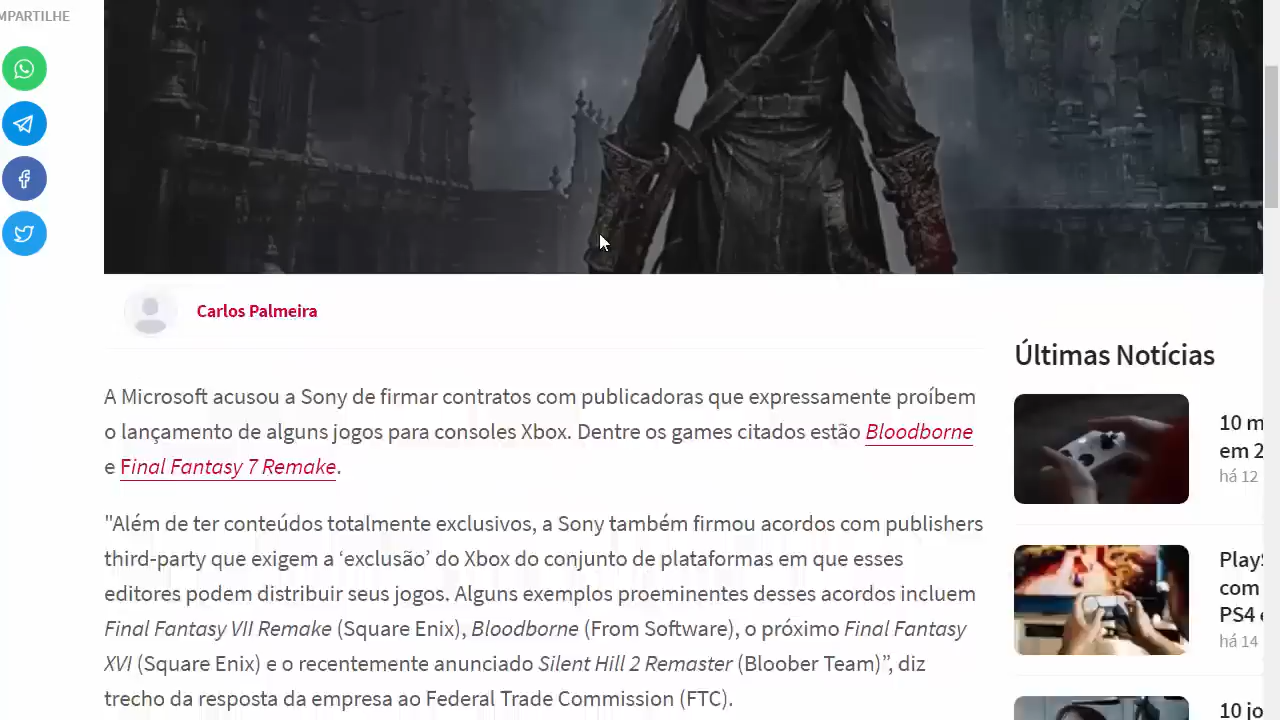 MPARTILHE
Carlos Palmeira
A Microsoft acusou a Sony de firmar contratos com publicadoras que expressamente proíbem
o lançamento de alguns jogos para consoles Xbox. Dentre os games citados estão Bloodborne
e Final Fantasy 7 Remake.
"Além de ter conteúdos totalmente exclusivos, a Sony também firmou acordos com publishers
third-party que exigem a ‘exclusão’ do Xbox do conjunto de plataformas em que esses
editores podem distribuir seus jogos. Alguns exemplos proeminentes desses acordos incluem
Final Fantasy VII Remake (Square Enix), Bloodborne (From Software), o próximo Final Fantasy
XVI (Square Enix) e o recentemente anunciado Silent Hill 2 Remaster (Bloober Team)”, diz
trecho da resposta da empresa ao Federal Trade Commission (FTC).
Últimas Notícias
10 m
em 2
há 12
Play
com
PS4
há 14
10 jo